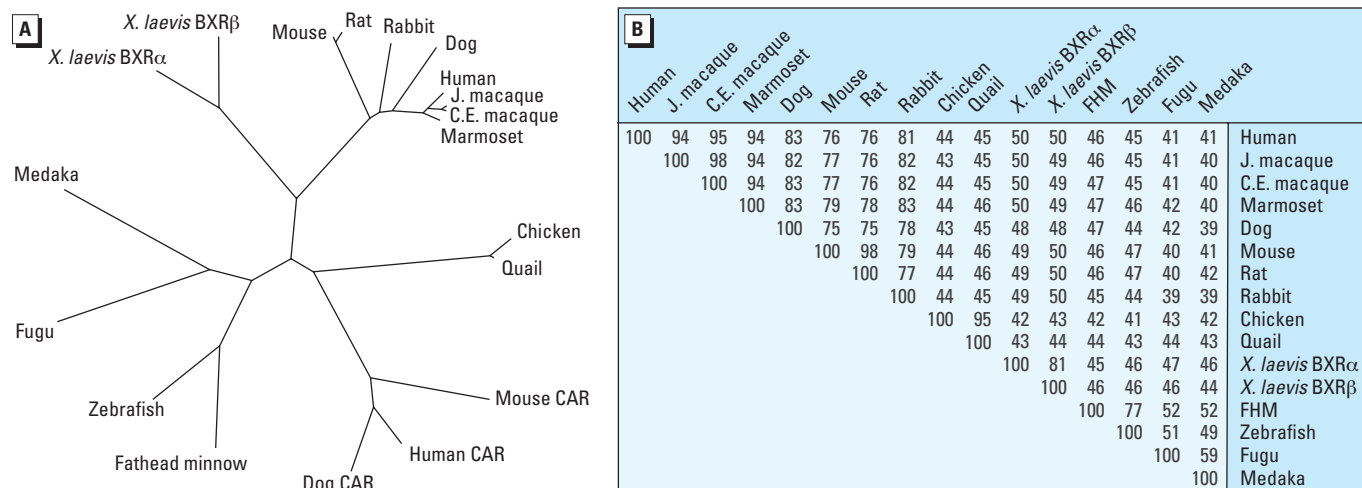 A
X. laevis BXRβ
X. laevis BXRα
Mouse
Rat
Rabbit
Dog
Human
J. macaque
C.E. macaque
Marmoset
Medaka
Chicken
Quail
Fugu
Zebrafish
Fathead minnow
Mouse CAR
Human CAR
Dog CAR
B
Human
J. macaque
C.E. macaque
Marmoset
Dog
Mouse
Rat
Rabbit
Chicken
Quail
X. laevis BXRα
X. laevis BXRβ
FHM
Zebrafish
Fugu
Medaka
100 94 95 94 83 76 76 81 44 45 50 50 46 45 41 41 Human
100 98 94 82 77 76 82 43 45 50 49 46 45 41 40 J. macaque
100 94 83 77 76 82 44 45 50 49 47 45 41 40 C.E. macaque
100 83 79 78 83 44 46 50 49 47 46 42 40 Marmoset
100 75 75 78 43 45 48 48 47 44 42 39 Dog
100 98 79 44 46 49 50 46 47 40 41 Mouse
100 77 44 46 49 50 46 47 40 42 Rat
100 44 45 49 50 45 44 39 39 Rabbit
100 95 42 43 42 41 43 42 Chicken
100 43 44 44 43 44 43 Quail
100 81 45 46 47 46 X. laevis BXRα
100 46 46 46 44 X. laevis BXRβ
100 77 52 52 FHM
100 51 49 Zebrafish
100 59 Fugu
100 Medaka